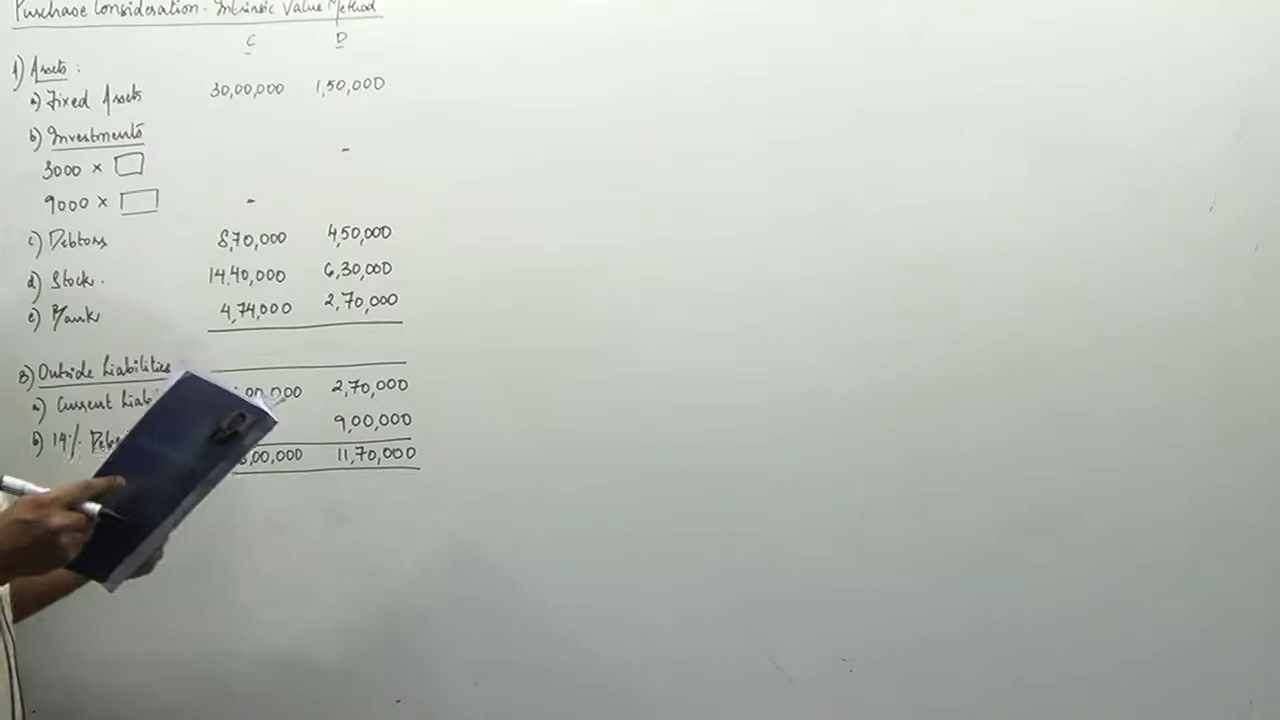 Purchase Consideration - Intrinsic Value Method
C D
A) Assets :
a) Fixed Assets 30,00,000 1,50,000
b) Investments
3000 × -
9000 × -
c) Debtors 8,70,000 4,50,000
d) Stock. 14,40,000 6,30,000
e) Bank 4,74,000 2,70,000
B) Outside Liabilities
a) Current Liabi 2,70,000
b) 14% 9,00,000
11,70,000